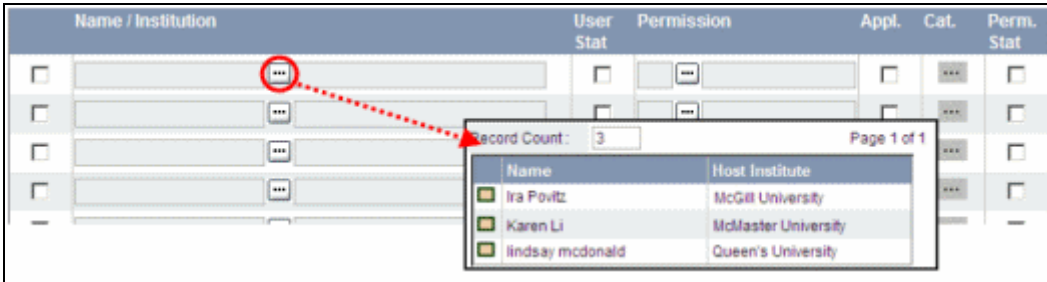 Name / Institution User Stat Permission Appl. Cat. Perm. Stat
Record Count: 3 Page 1 of 1
Name Host Institute
Ira Povitz McGill University
Karen Li McMaster University
lindsay mcdonald Queen's University